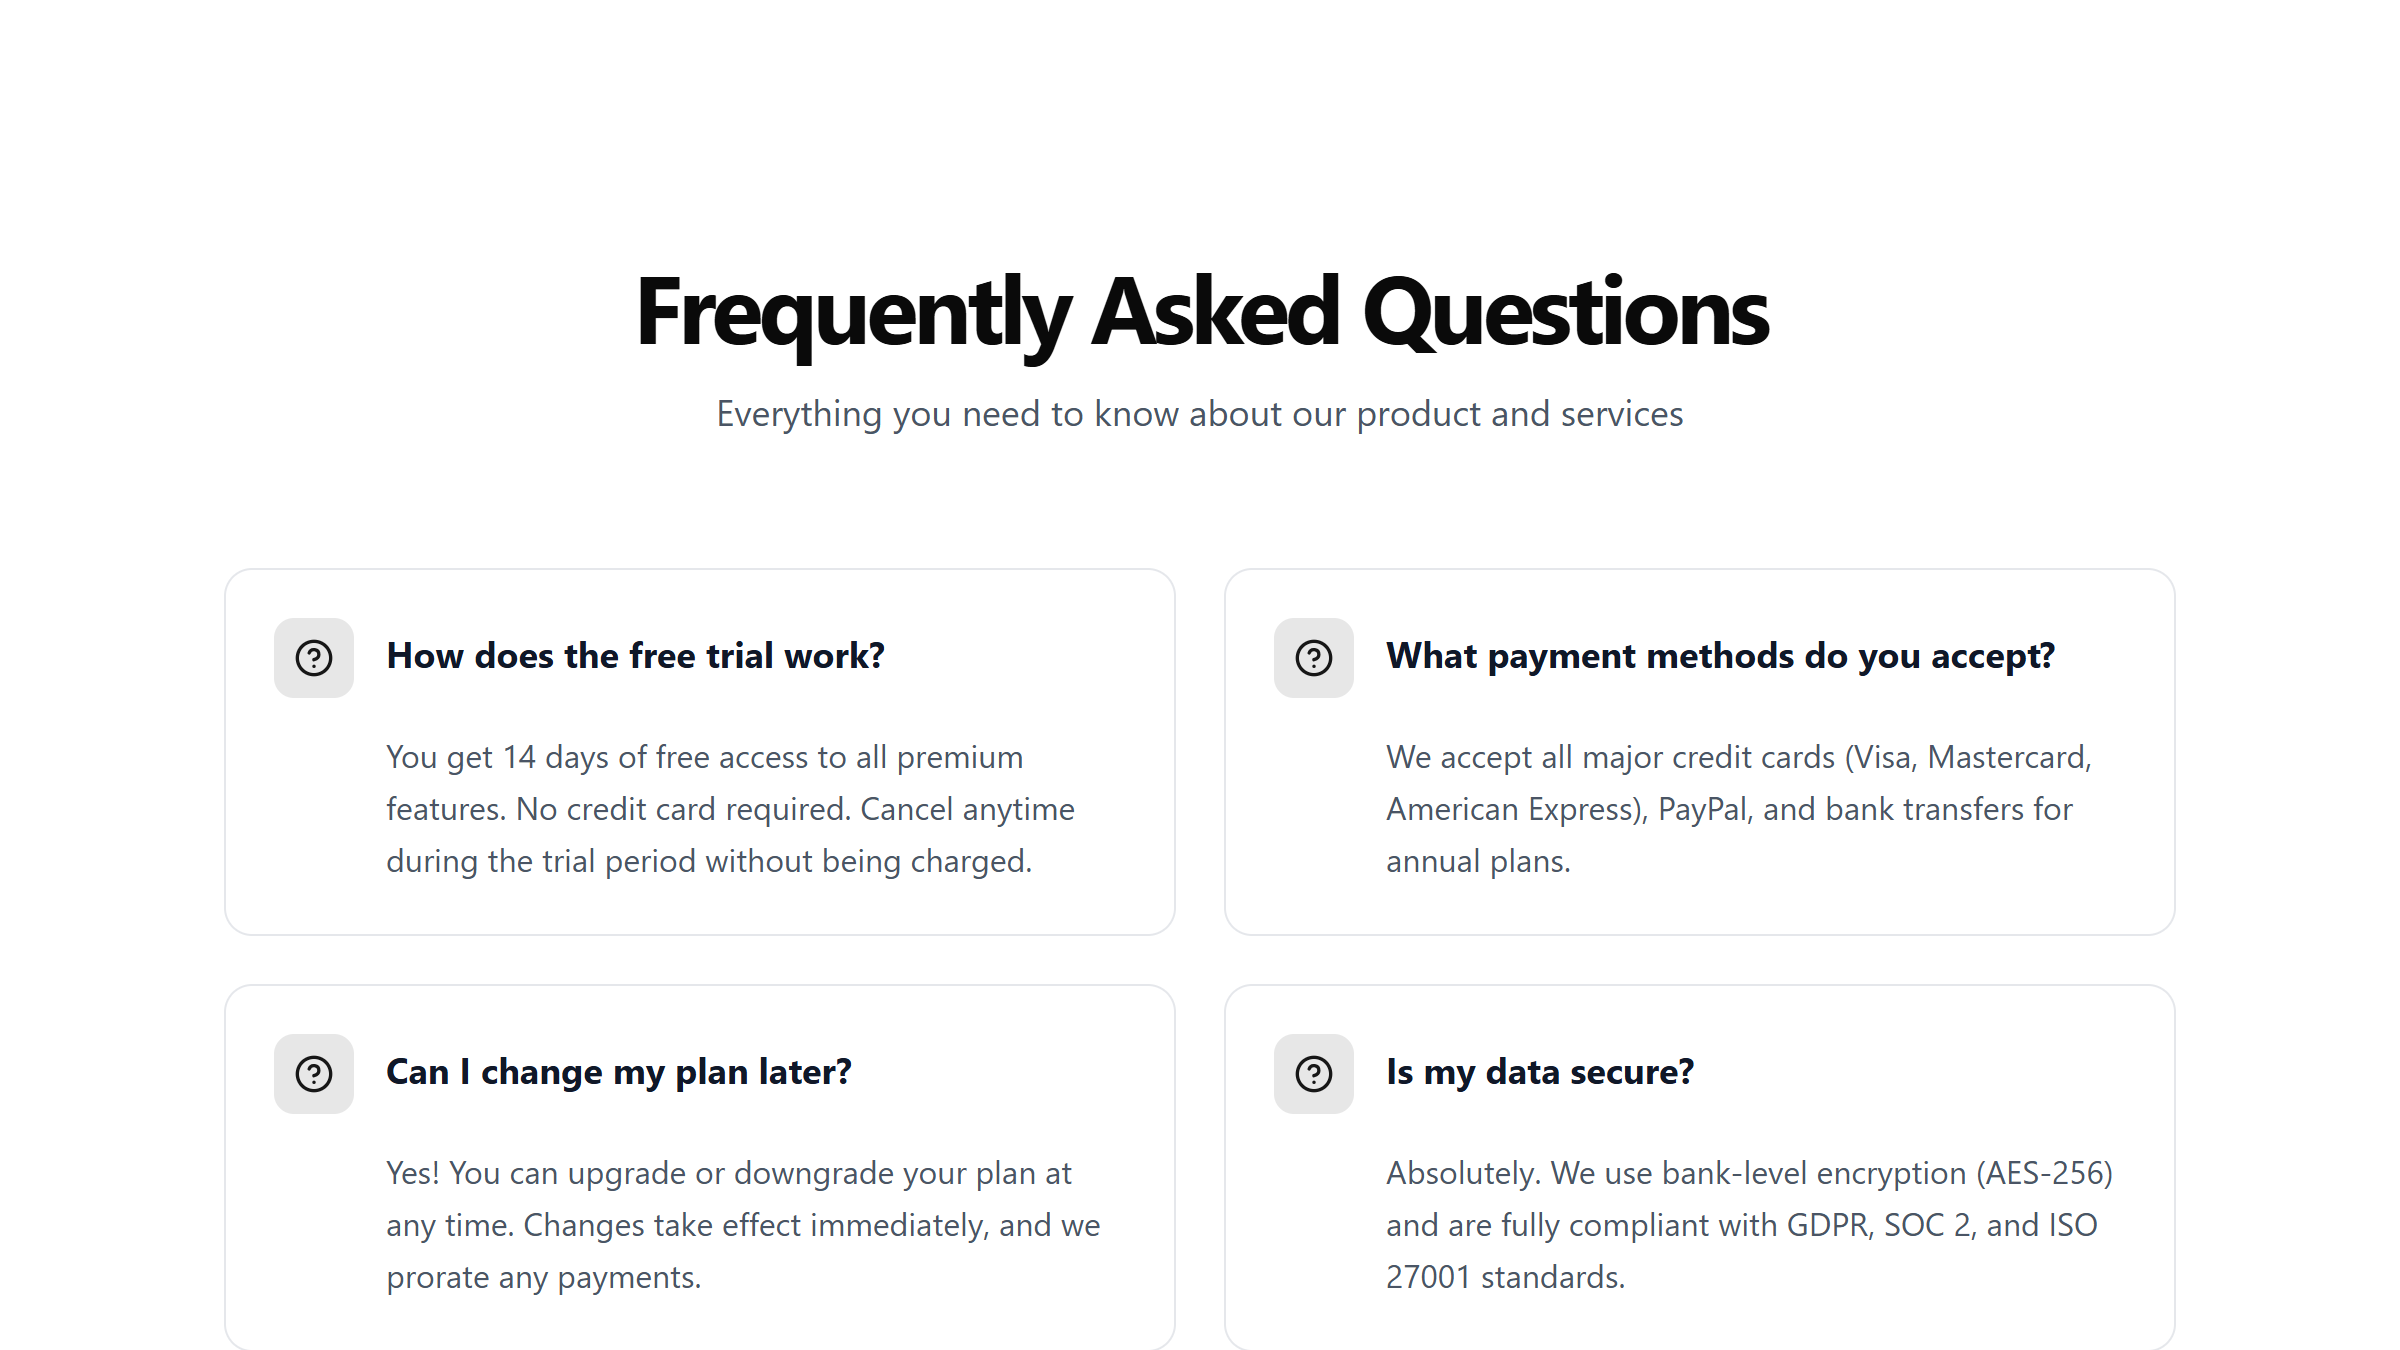 Frequently Asked Questions
Everything you need to know about our product and services
How does the free trial work?
You get 14 days of free access to all premium
features. No credit card required. Cancel anytime
during the trial period without being charged.
What payment methods do you accept?
We accept all major credit cards (Visa, Mastercard,
American Express), PayPal, and bank transfers for
annual plans.
Can I change my plan later?
Yes! You can upgrade or downgrade your plan at
any time. Changes take effect immediately, and we
prorate any payments.
Is my data secure?
Absolutely. We use bank-level encryption (AES-256)
and are fully compliant with GDPR, SOC 2, and ISO
27001 standards.